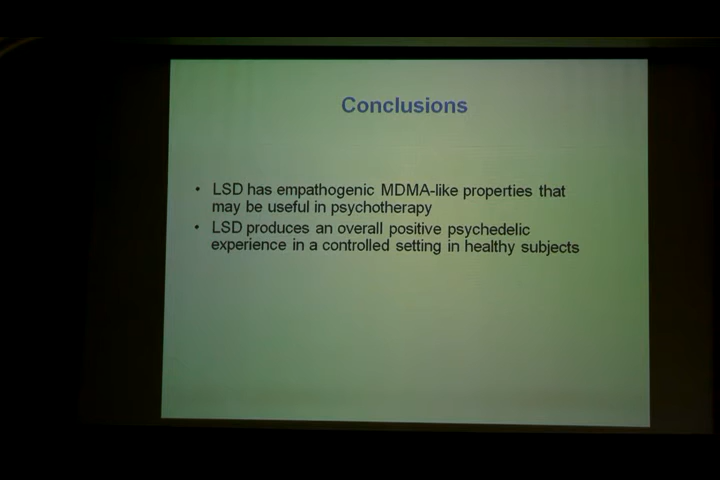 Conclusions
• LSD has empathogenic MDMA-like properties that
may be useful in psychotherapy
• LSD produces an overall positive psychedelic
experience in a controlled setting in healthy subjects